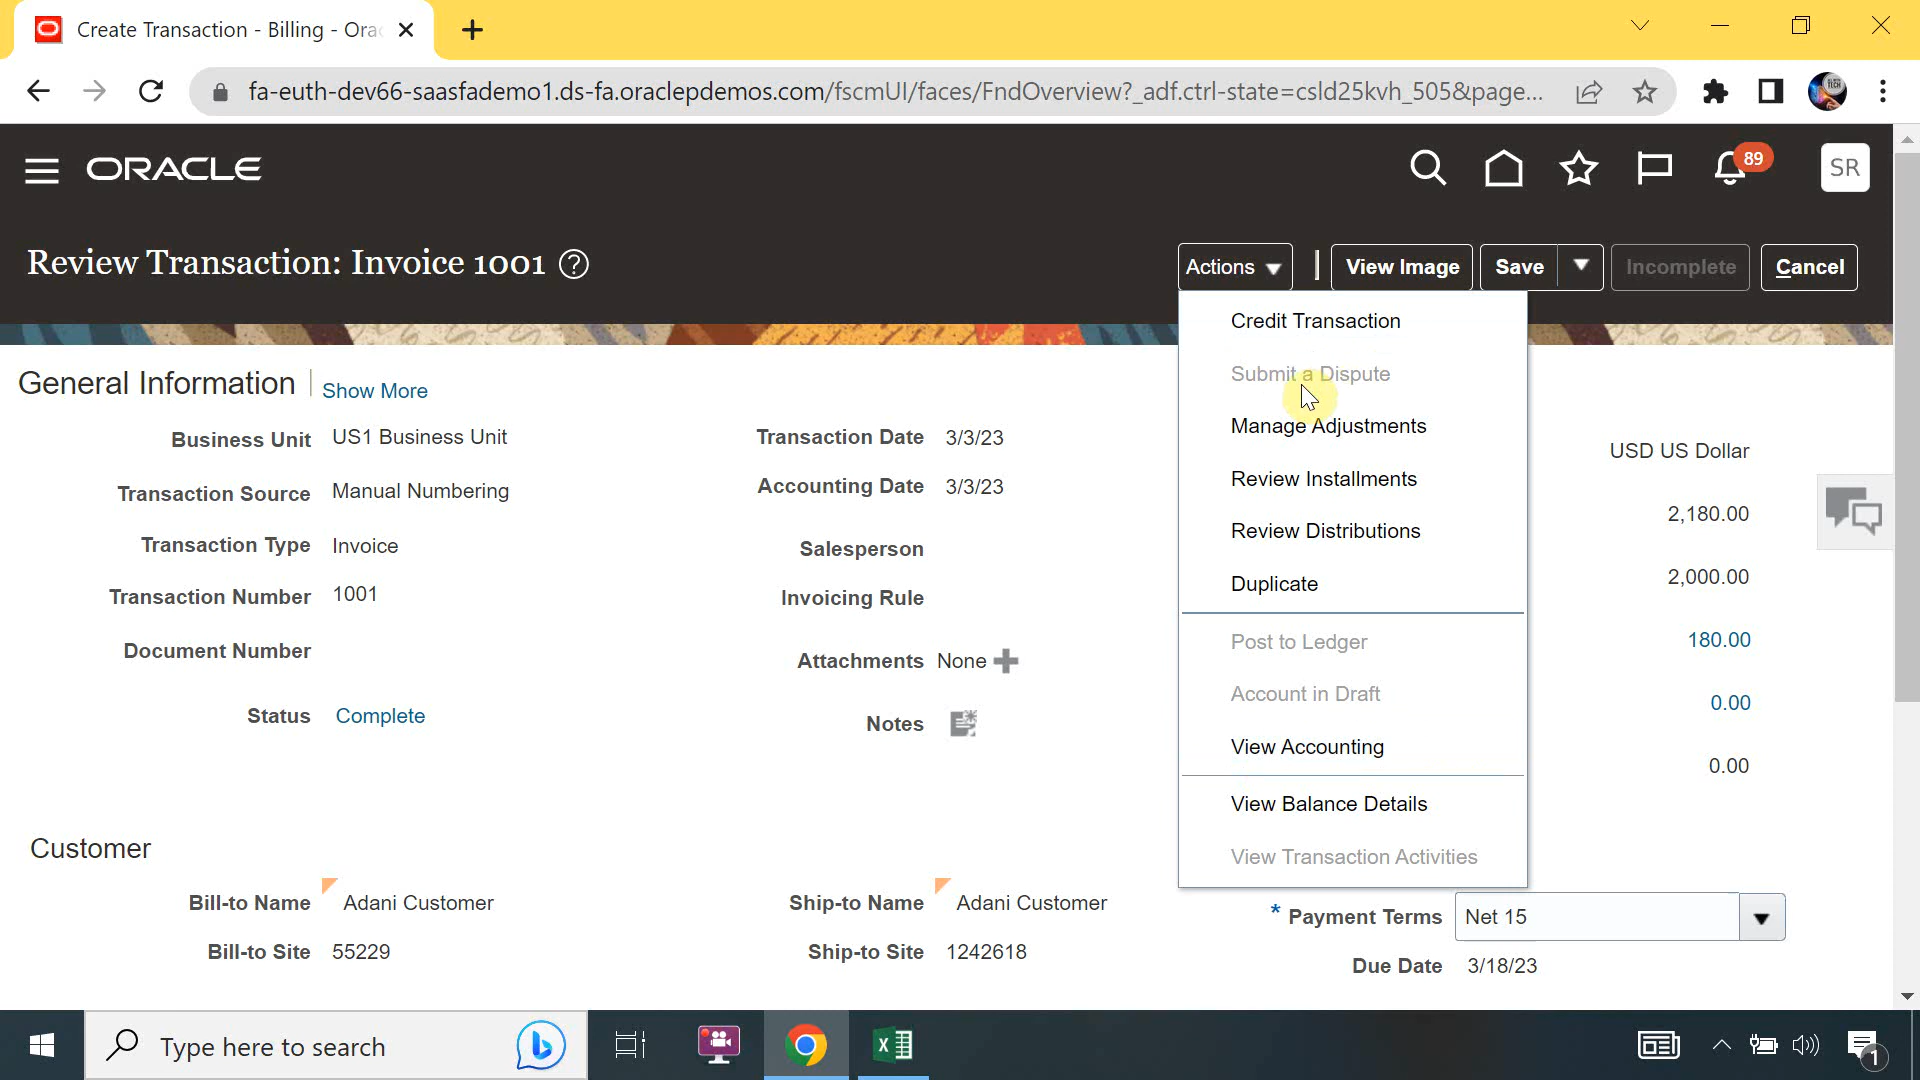 Create Transaction - Billing - Orac
fa-euth-dev66-saasfademo1.ds-fa.oraclepdemos.com/fscmUI/faces/FndOverview?_adf.ctrl-state=csld25kvh_505&page...
ORACLE
89
SR
Review Transaction: Invoice 1001 ?
Actions
View Image
Save
Incomplete
Cancel
Credit Transaction
Submit a Dispute
Manage Adjustments
Review Installments
Review Distributions
Duplicate
Post to Ledger
Account in Draft
View Accounting
View Balance Details
View Transaction Activities
General Information
Show More
Business Unit US1 Business Unit
Transaction Source Manual Numbering
Transaction Type Invoice
Transaction Number 1001
Document Number
Status Complete
Transaction Date 3/3/23
Accounting Date 3/3/23
Salesperson
Invoicing Rule
Attachments None
Notes
USD US Dollar
2,180.00
2,000.00
180.00
0.00
0.00
Customer
Bill-to Name Adani Customer
Bill-to Site 55229
Ship-to Name Adani Customer
Ship-to Site 1242618
* Payment Terms Net 15
Due Date 3/18/23
Type here to search
1